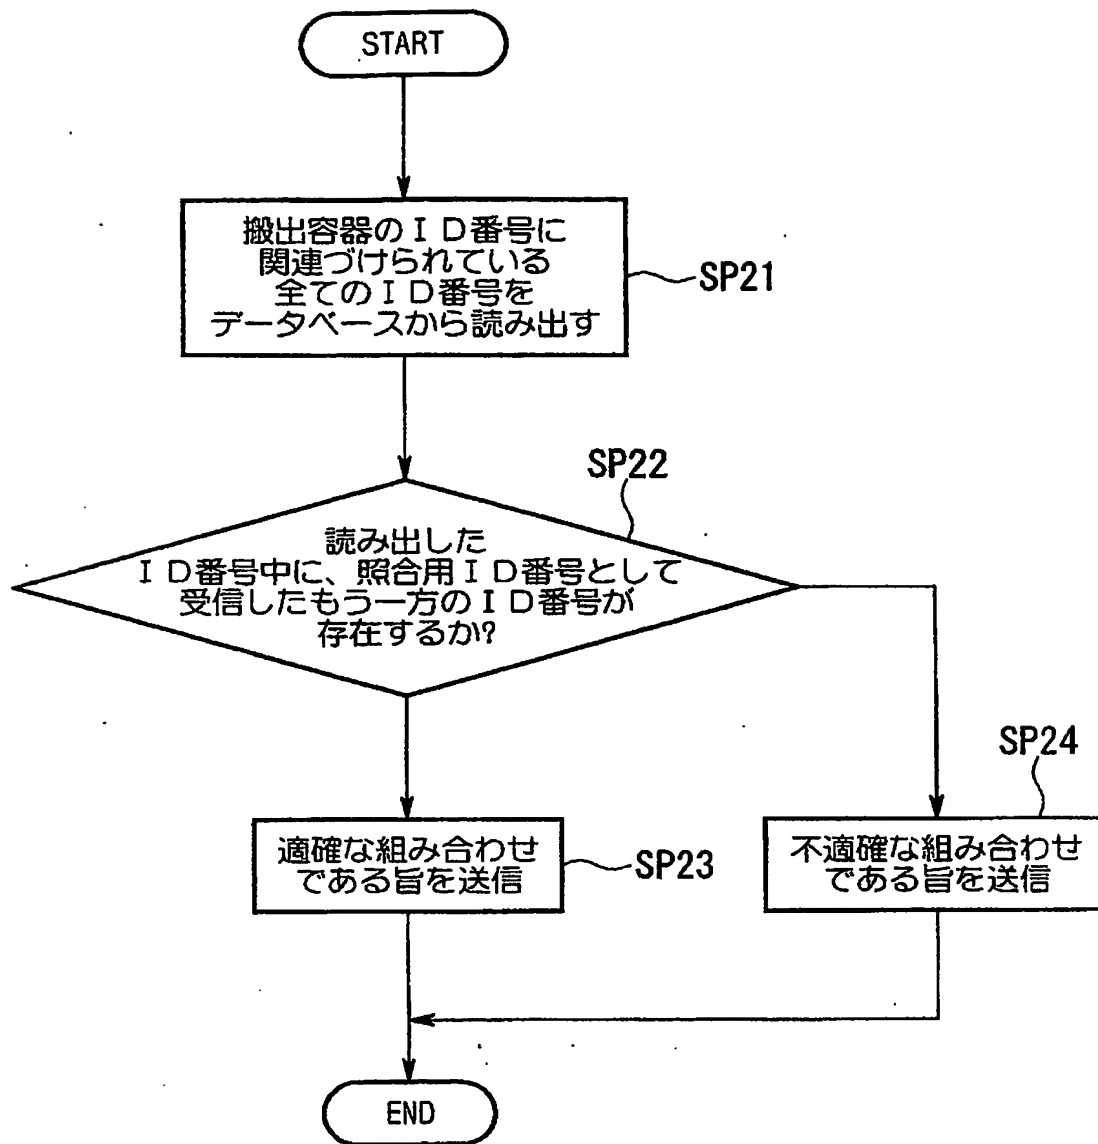 START
搬出容器のＩＤ番号に
関連づけられている
全てのＩＤ番号を
データベースから読み出す
SP21
SP22
読み出した
ＩＤ番号中に、照合用ＩＤ番号として
受信したもう一方のＩＤ番号が
存在するか?
SP24
適確な組み合わせ
である旨を送信
SP23
不適確な組み合わせ
である旨を送信
END